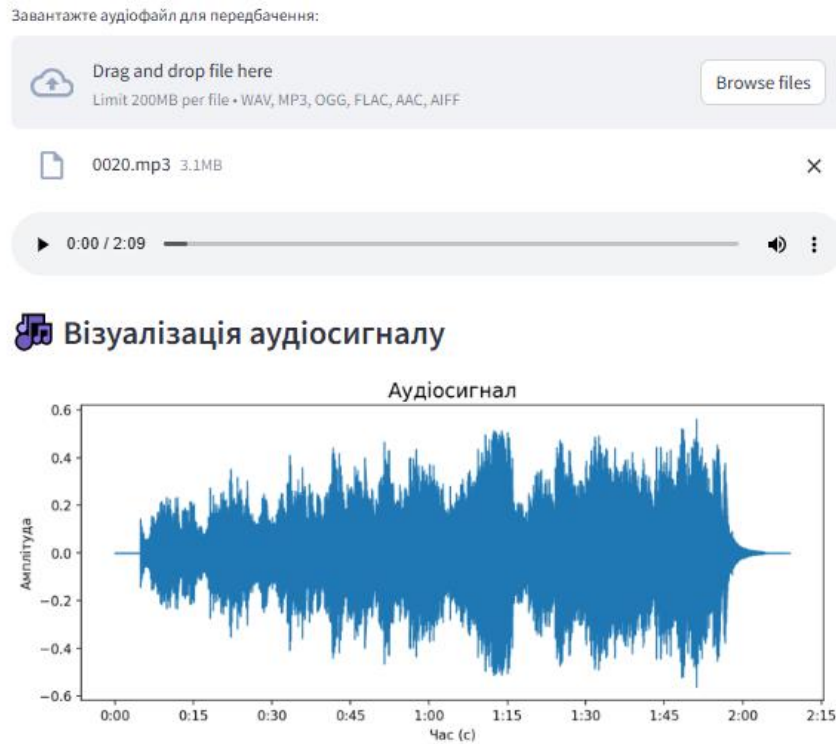 Завантажте аудіофайл для передбачення:
Drag and drop file here
Limit 200MB per file • WAV, MP3, OGG, FLAC, AAC, AIFF
Browse files
0020.mp3 3.1MB
0:00 / 2:09
Візуалізація аудіосигналу
Аудіосигнал
0.6
0.4
0.2
0.0
−0.2
−0.4
−0.6
Амплітуда
0:00 0:15 0:30 0:45 1:00 1:15 1:30 1:45 2:00 2:15
Час (с)